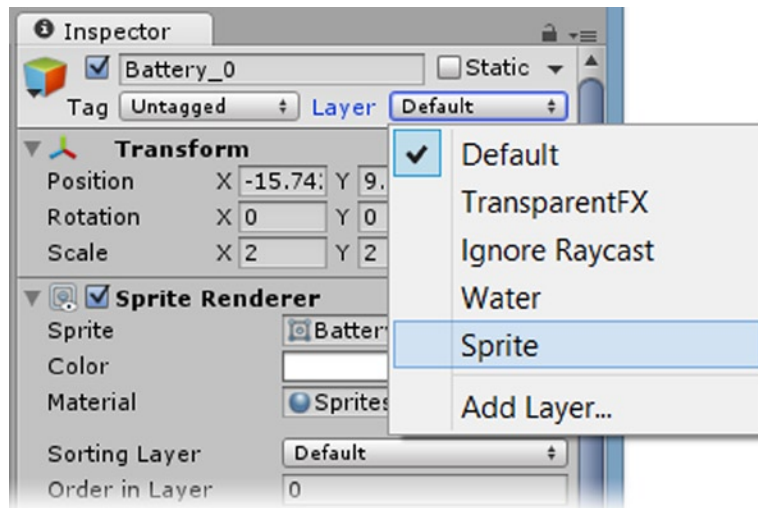 Inspector
Battery_0 Static
Tag Untagged Layer Default
Transform
Position X -15.74 Y 9.
Rotation X 0 Y 0
Scale X 2 Y 2
Sprite Renderer
Sprite Batter
Color
Material Sprites
Sorting Layer Default
Order in Layer 0
Default
TransparentFX
Ignore Raycast
Water
Sprite
Add Layer...